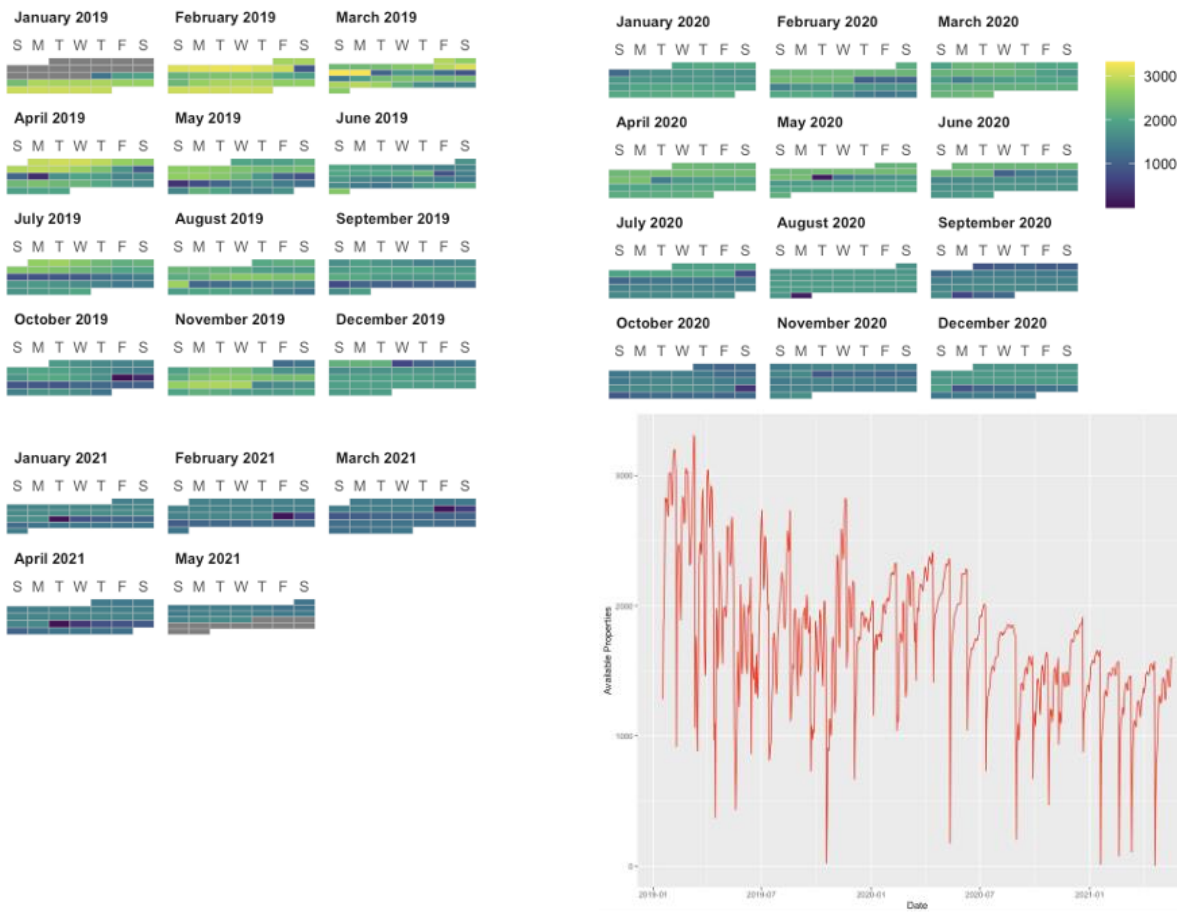 January 2019 February 2019 March 2019
S M T W T F S S M T W T F S S M T W T F S
April 2019 May 2019 June 2019
S M T W T F S S M T W T F S S M T W T F S
July 2019 August 2019 September 2019
S M T W T F S S M T W T F S S M T W T F S
October 2019 November 2019 December 2019
S M T W T F S S M T W T F S S M T W T F S
January 2020 February 2020 March 2020
S M T W T F S S M T W T F S S M T W T F S
April 2020 May 2020 June 2020
S M T W T F S S M T W T F S S M T W T F S
July 2020 August 2020 September 2020
S M T W T F S S M T W T F S S M T W T F S
October 2020 November 2020 December 2020
S M T W T F S S M T W T F S S M T W T F S
3000
2000
1000
January 2021 February 2021 March 2021
S M T W T F S S M T W T F S S M T W T F S
April 2021 May 2021
S M T W T F S S M T W T F S
Available Properties
3000
2000
1000
0
2019-01 2019-07 2020-01 2020-07 2021-01
Date